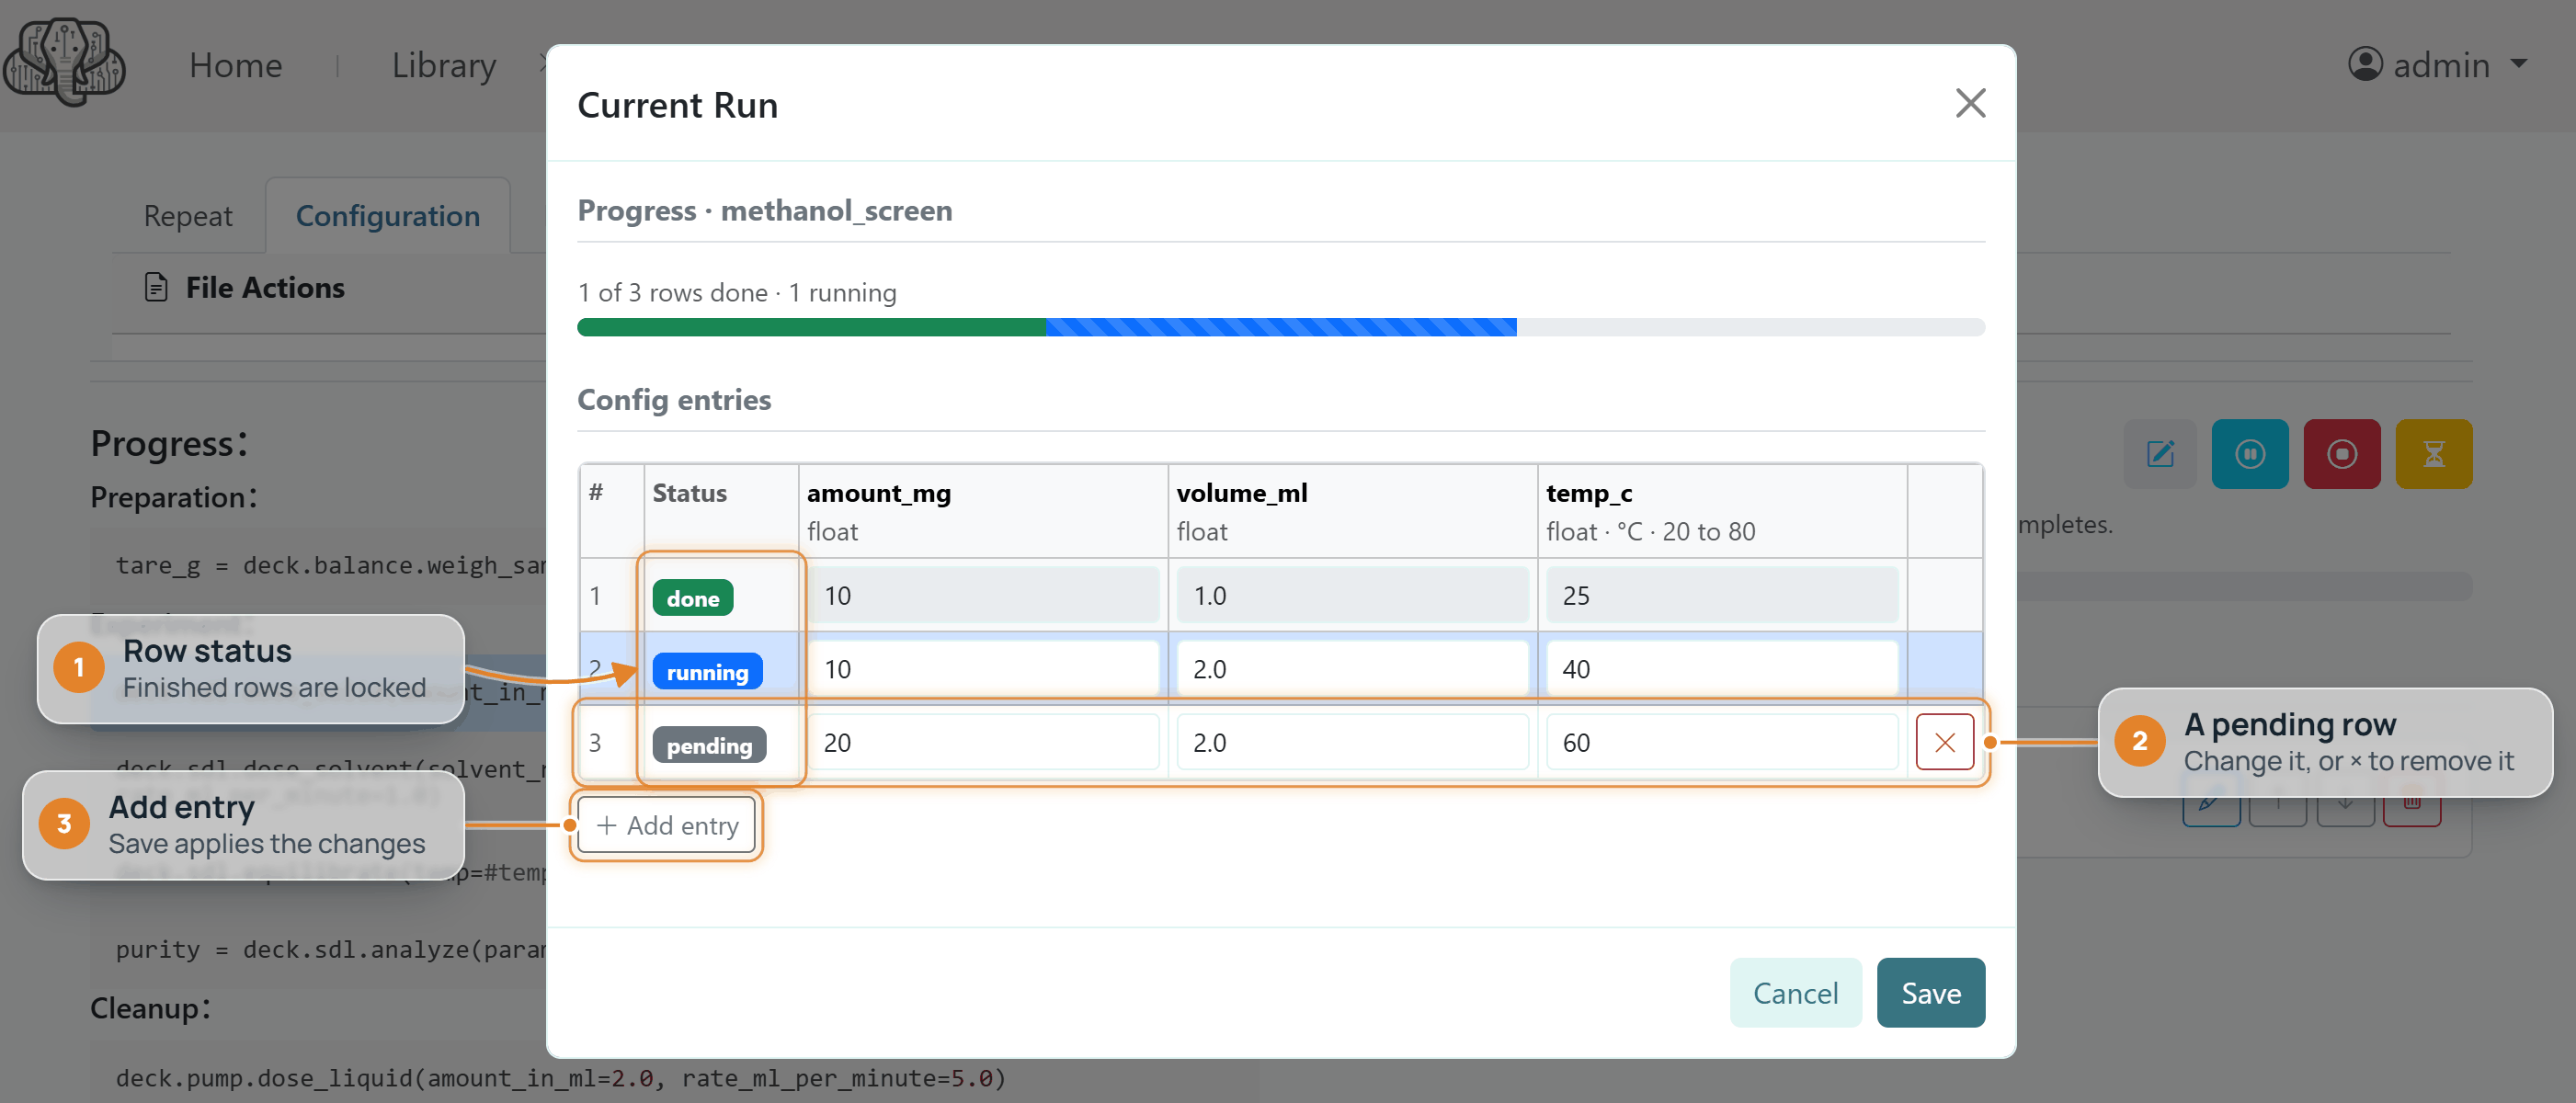 Home
Library
admin
Current Run
Repeat
Configuration
File Actions
Progress · methanol_screen
1 of 3 rows done · 1 running
Config entries
Progress:
Preparation:
tare_g = deck.balance.weigh_san
mpletes.
# Status amount_mg volume_ml temp_c
float float float · °C · 20 to 80
1 done 10 1.0 25
2 running 10 2.0 40
3 pending 20 2.0 60
1 Row status
Finished rows are locked
2 A pending row
Change it, or × to remove it
3 Add entry
Save applies the changes
+ Add entry
purity = deck.sdl.analyze(param
Cleanup:
deck.pump.dose_liquid(amount_in_ml=2.0, rate_ml_per_minute=5.0)
Cancel
Save